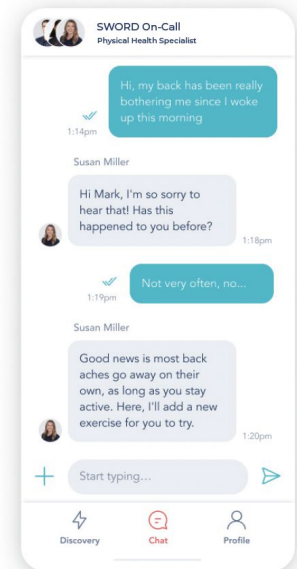 SWORD On-Call
Physical Health Specialist
Hi, my back has been really
bothering me since I woke
up this morning
1:14pm
Susan Miller
Hi Mark, I'm so sorry to
hear that! Has this
happened to you before?
1:18pm
Not very often, no...
1:19pm
Susan Miller
Good news is most back
aches go away on their
own, as long as you stay
active. Here, I'll add a new
exercise for you to try.
1:20pm
Start typing...
Discovery
Chat
Profile